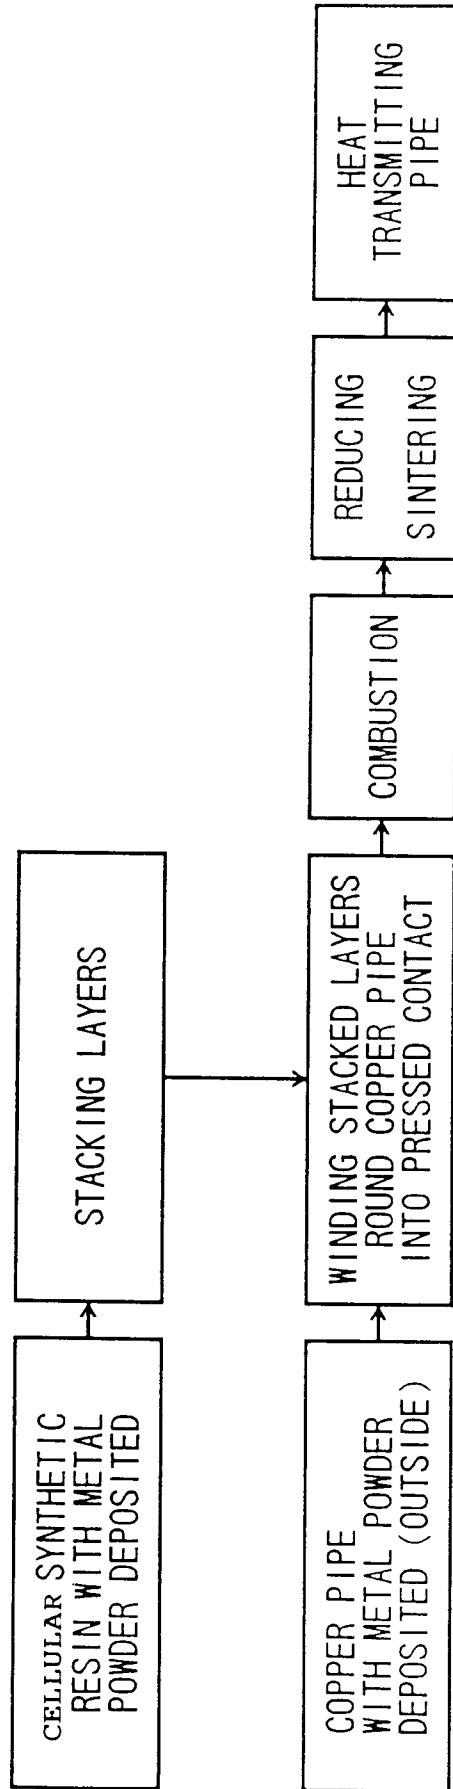 CELLULAR SYNTHETIC
RESIN WITH METAL
POWDER DEPOSITED
STACKING LAYERS
COPPER PIPE
WITH METAL POWDER
DEPOSITED (OUTSIDE)
WINDING STACKED LAYERS
ROUND COPPER PIPE
INTO PRESSED CONTACT
COMBUSTION
REDUCING
SINTERING
HEAT
TRANSMITTING
PIPE